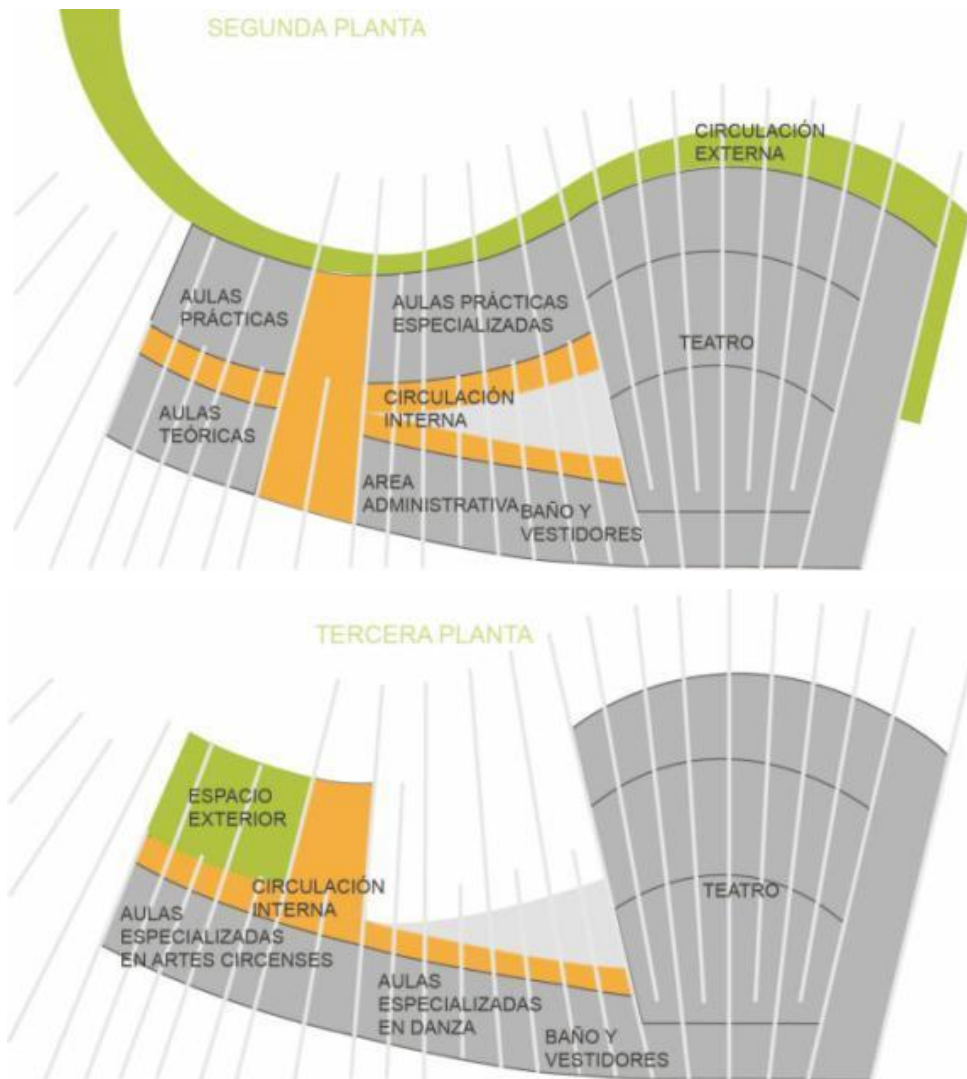 SEGUNDA PLANTA
CIRCULACIÓN
EXTERNA
AULAS
PRÁCTICAS
AULAS PRÁCTICAS
ESPECIALIZADAS
TEATRO
CIRCULACIÓN
INTERNA
AULAS
TEÓRICAS
AREA
ADMINISTRATIVA
BAÑO Y
VESTIDORES
TERCERA PLANTA
ESPACIO
EXTERIOR
CIRCULACIÓN
INTERNA
TEATRO
AULAS
ESPECIALIZADAS
EN ARTES CIRCENSES
AULAS
ESPECIALIZADAS
EN DANZA
BAÑO Y
VESTIDORES